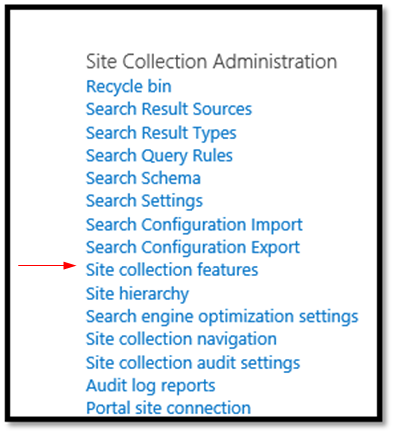 Site Collection Administration
Recycle bin
Search Result Sources
Search Result Types
Search Query Rules
Search Schema
Search Settings
Search Configuration Import
Search Configuration Export
Site collection features
Site hierarchy
Search engine optimization settings
Site collection navigation
Site collection audit settings
Audit log reports
Portal site connection